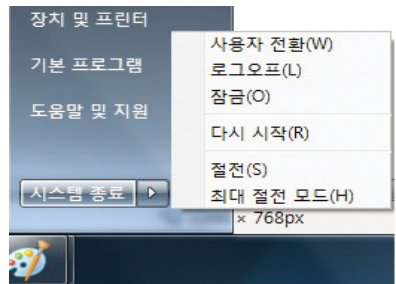 장치 및 프린터
기본 프로그램
도움말 및 지원
시스템 종료
사용자 전환(W)
로그오프(L)
잠금(O)
다시 시작(R)
절전(S)
최대 절전 모드(H)
× 768px